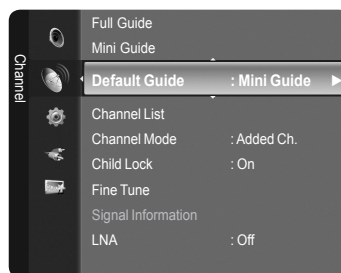 Channel
Full Guide
Mini Guide
Default Guide : Mini Guide ►
Channel List
Channel Mode : Added Ch.
Child Lock : On
Fine Tune
Signal Information
LNA : Off